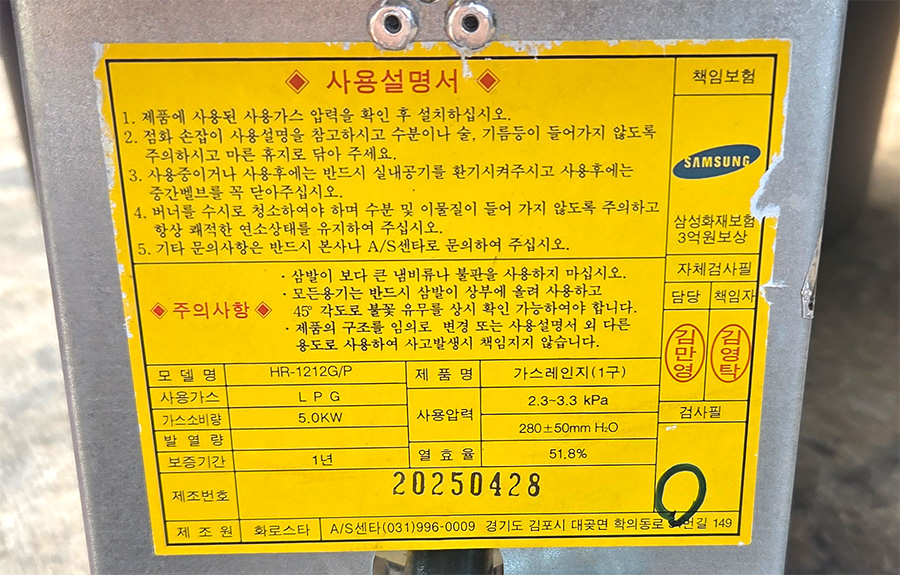 ◈ 사용설명서 ◈
1. 제품에 사용된 사용가스 압력을 확인 후 설치하십시오.
2. 점화 손잡이 사용설명을 참고하시고 수분이나 술, 기름등이 들어가지 않도록
주의하시고 마른 휴지로 닦아 주세요.
3. 사용중이거나 사용후에는 반드시 실내공기를 환기시켜주시고 사용후에는
중간벨브를 꼭 닫아주십시오.
4. 버너를 수시로 청소하여야 하며 수분 및 이물질이 들어 가지 않도록 주의하고
항상 쾌적한 연소상태를 유지하여 주십시오.
5. 기타 문의사항은 반드시 본사나 A/S센타로 문의하여 주십시오.
책임보험
SAMSUNG
삼성화재보험
3억원보상
자체검사필
담당 책임자
김만영 김영탁
검사필
◈ 주의사항 ◈
· 삼발이 보다 큰 냄비류나 불판을 사용하지 마십시오.
· 모든용기는 반드시 삼발이 상부에 올려 사용하고
45° 각도로 불꽃 유무를 상시 확인 가능하여야 합니다.
· 제품의 구조를 임의로 변경 또는 사용설명서 외 다른
용도로 사용하여 사고발생시 책임지지 않습니다.
모델명 HR-1212G/P 제품명 가스레인지(1구)
사용가스 LPG 사용압력 2.3~3.3 kPa
가스소비량 5.0KW 280±50mm H₂O
발열량
보증기간 1년 열효율 51.8%
제조번호 20250428
제조원 화로스타 A/S센타(031)996-0009 경기도 김포시 대곶면 학의동로 번길 149